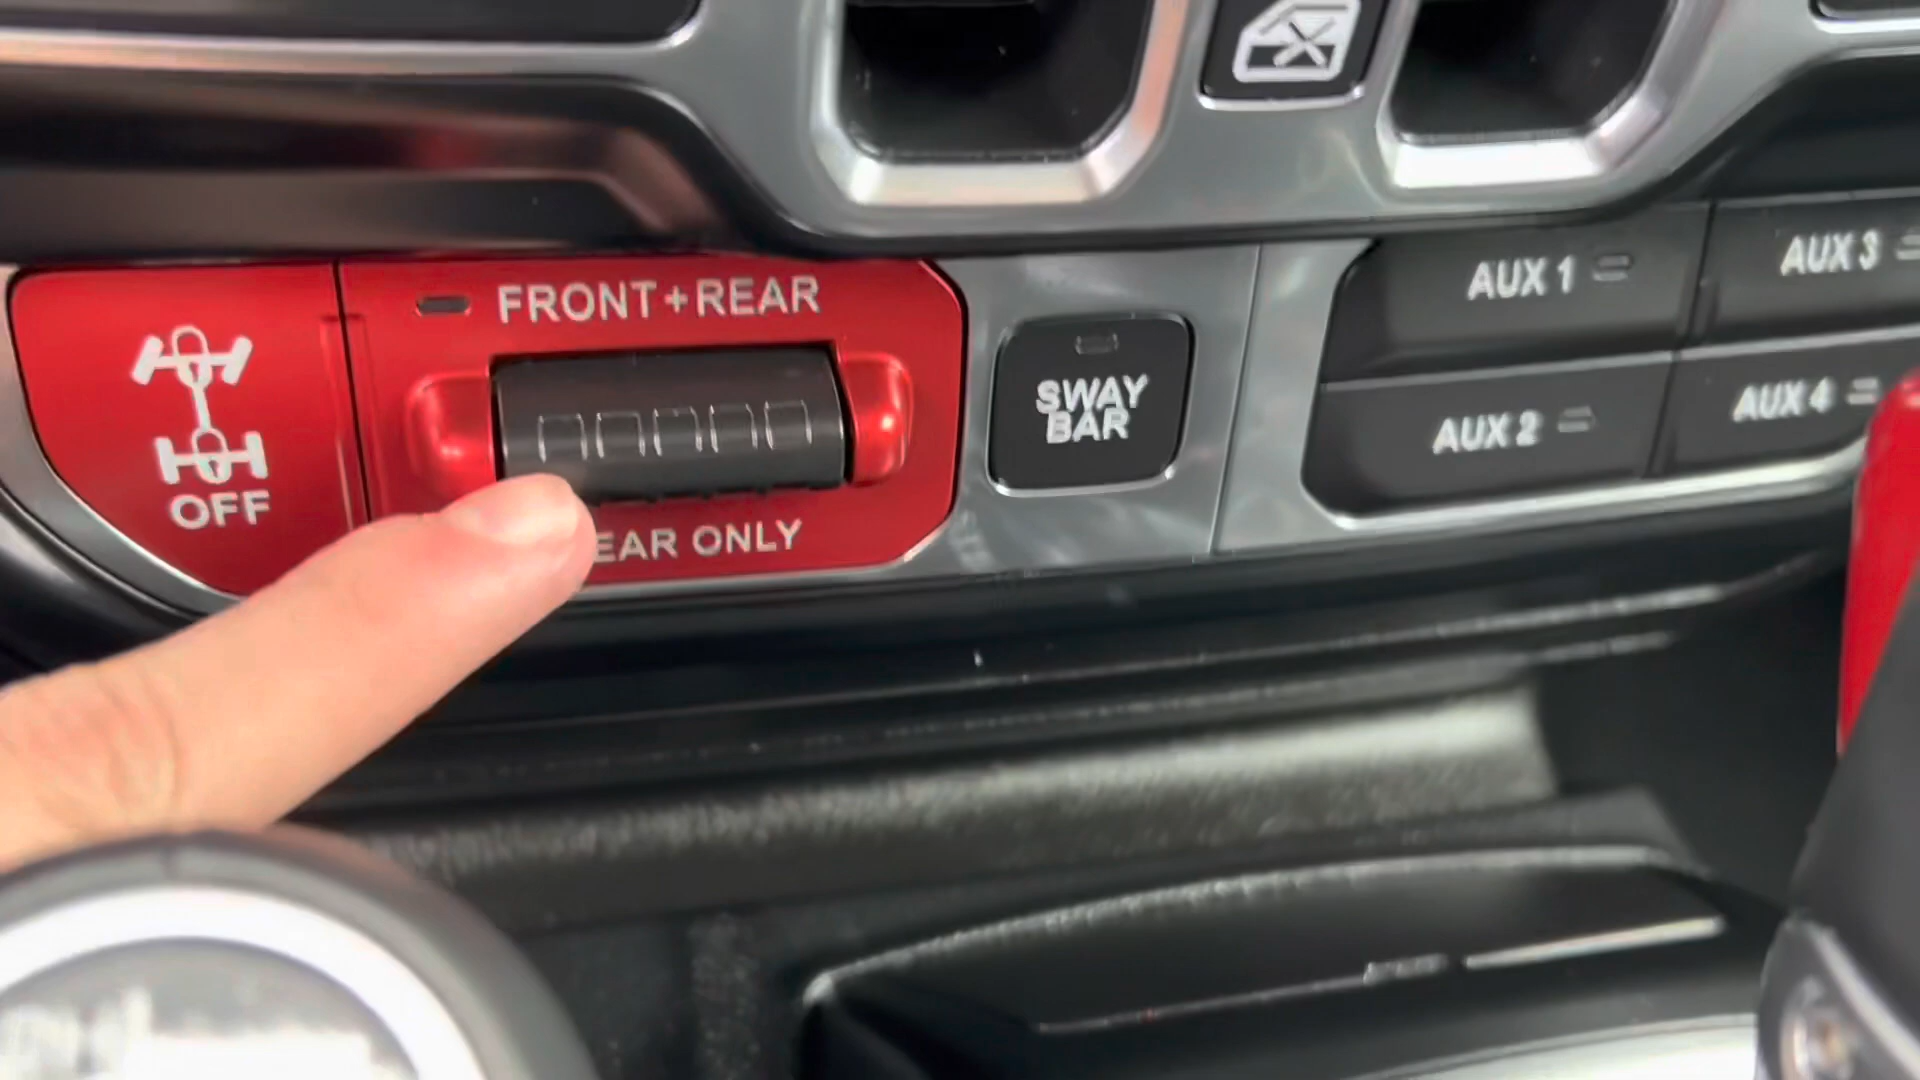 FRONT+REAR
OFF
EAR ONLY
SWAY
BAR
AUX 1
AUX 2
AUX 3
AUX 4